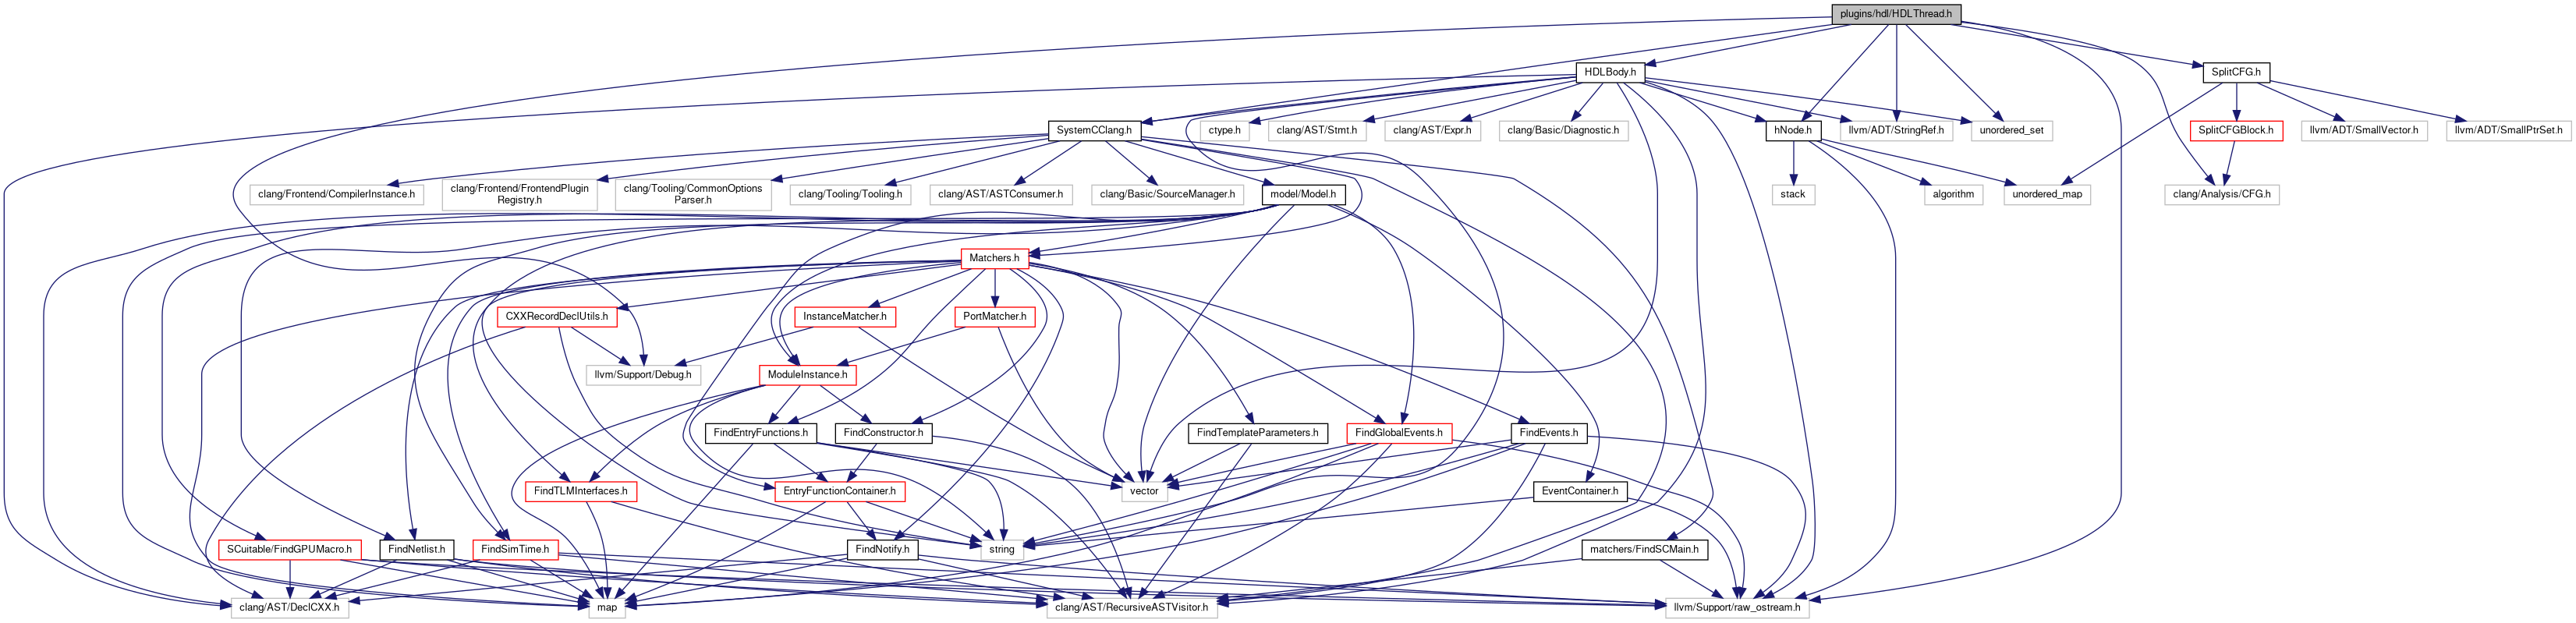 plugins/hdl/HDLThread.h
HDLBody.h
SplitCFG.h
SystemCClang.h
ctype.h
clang/AST/Stmt.h
clang/AST/Expr.h
clang/Basic/Diagnostic.h
hNode.h
llvm/ADT/StringRef.h
unordered_set
SplitCFGBlock.h
llvm/ADT/SmallVector.h
llvm/ADT/SmallPtrSet.h
clang/Frontend/CompilerInstance.h
clang/Frontend/FrontendPlugin
Registry.h
clang/Tooling/CommonOptions
Parser.h
clang/Tooling/Tooling.h
clang/AST/ASTConsumer.h
clang/Basic/SourceManager.h
model/Model.h
stack
algorithm
unordered_map
clang/Analysis/CFG.h
Matchers.h
CXXRecordDeclUtils.h
InstanceMatcher.h
PortMatcher.h
llvm/Support/Debug.h
ModuleInstance.h
FindEntryFunctions.h
FindConstructor.h
FindTemplateParameters.h
FindGlobalEvents.h
FindEvents.h
FindTLMInterfaces.h
EntryFunctionContainer.h
vector
EventContainer.h
SCuitable/FindGPUMacro.h
FindNetlist.h
FindSimTime.h
FindNotify.h
string
matchers/FindSCMain.h
clang/AST/DeclCXX.h
map
clang/AST/RecursiveASTVisitor.h
llvm/Support/raw_ostream.h